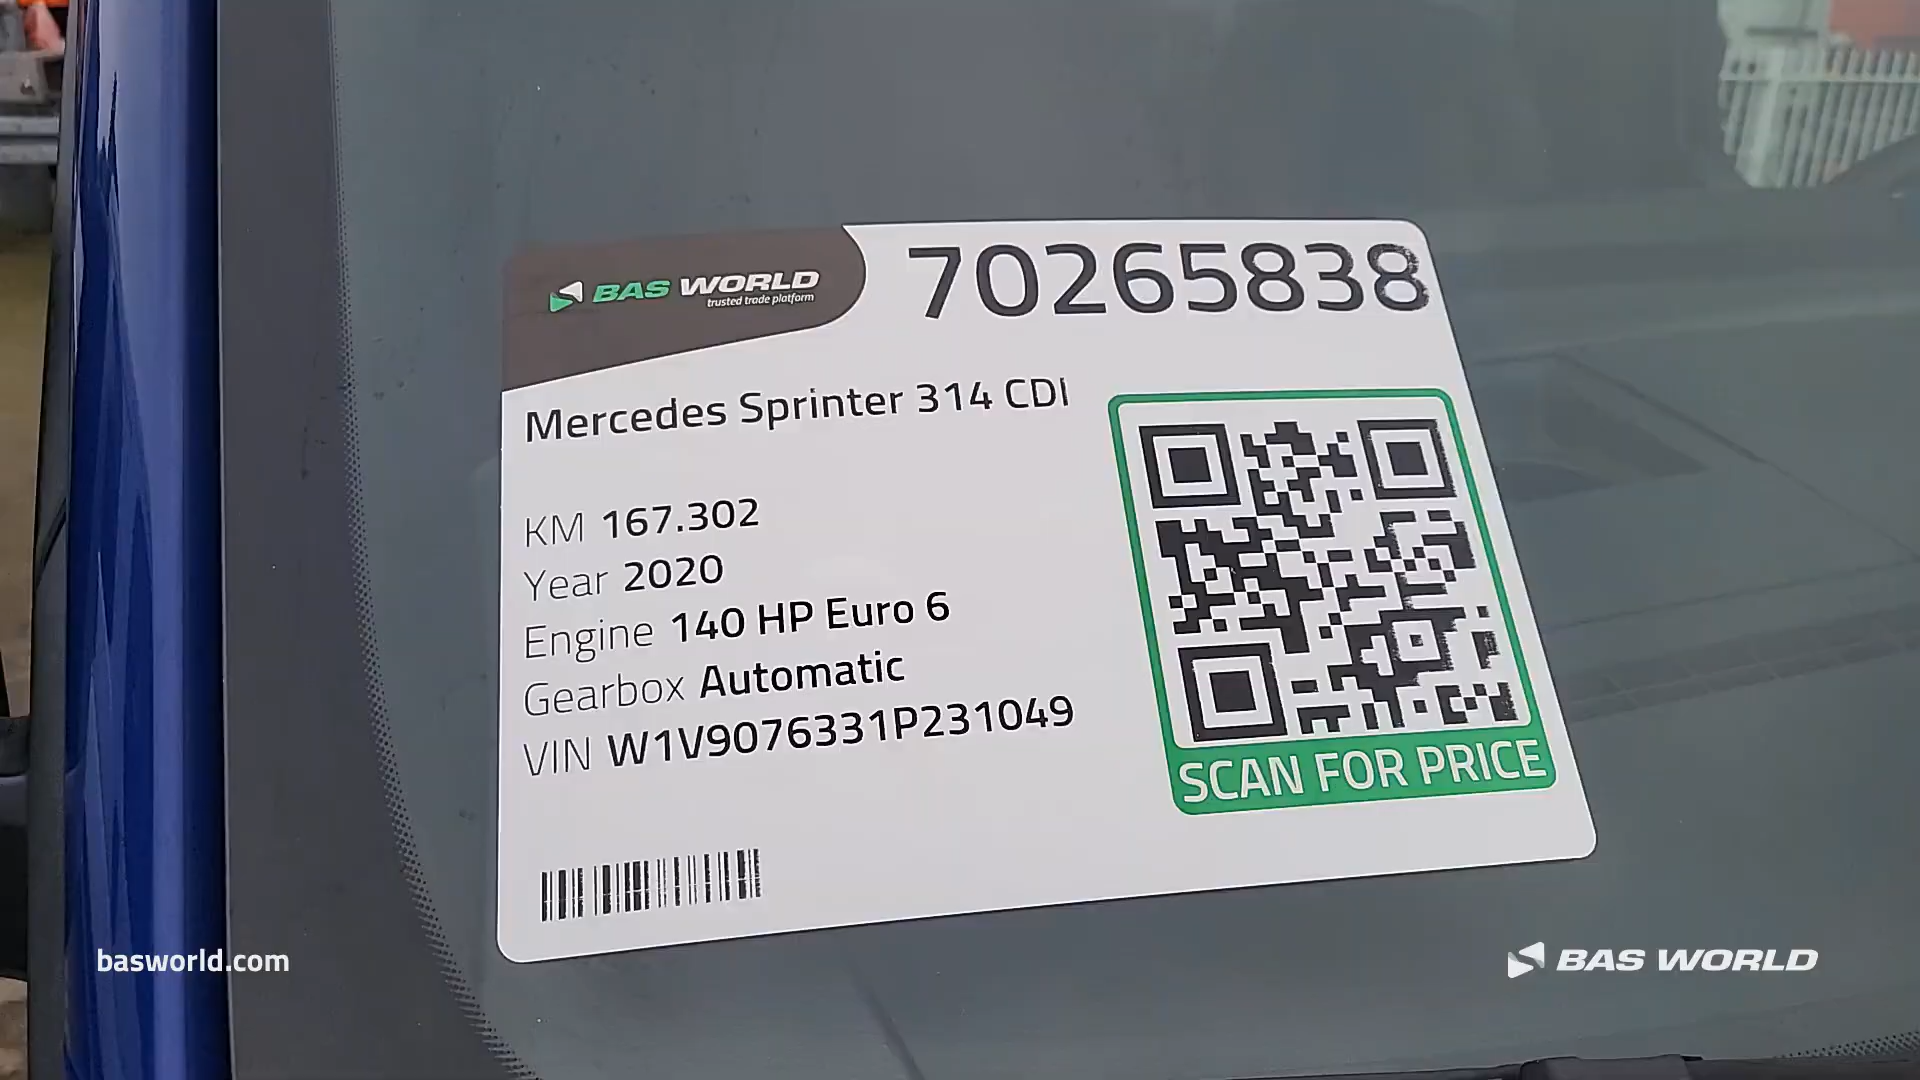 BAS WORLD
trusted trade platform
70265838
Mercedes Sprinter 314 CDI
KM 167.302
Year 2020
Engine 140 HP Euro 6
Gearbox Automatic
VIN W1V9076331P231049
SCAN FOR PRICE
basworld.com
BAS WORLD